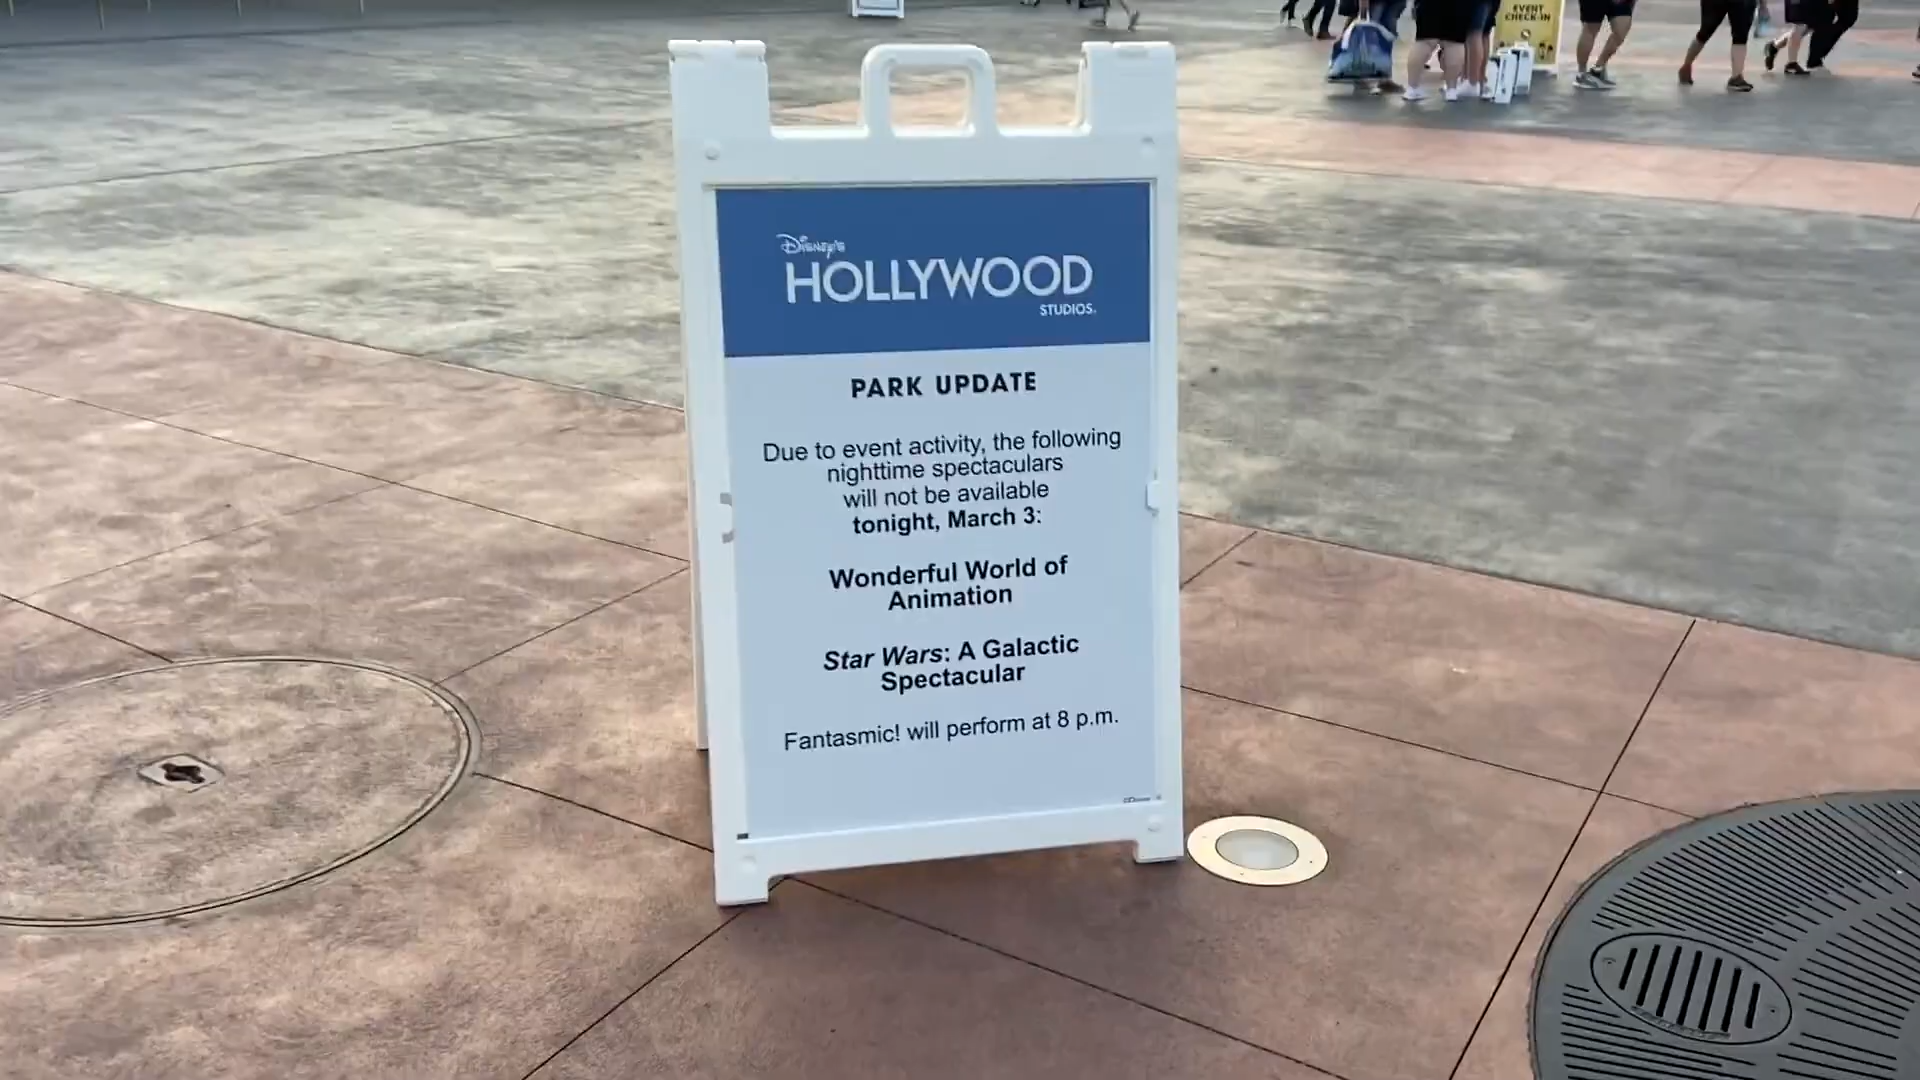 EVENT
CHECK-IN
Disney's
HOLLYWOOD
STUDIOS
PARK UPDATE
Due to event activity, the following
nighttime spectaculars
will not be available
tonight, March 3:
Wonderful World of
Animation
Star Wars: A Galactic
Spectacular
Fantasmic! will perform at 8 p.m.